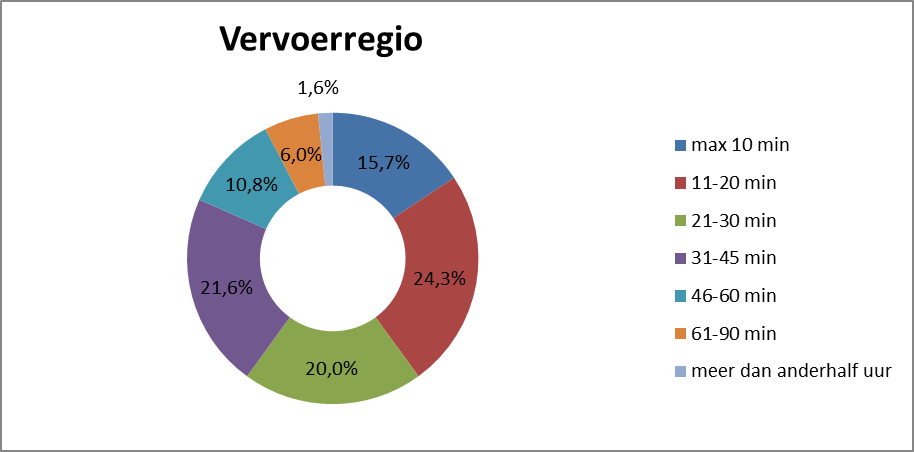 Vervoerregio
1,6%
6,0%
15,7%
10,8%
24,3%
21,6%
20,0%
max 10 min
11-20 min
21-30 min
31-45 min
46-60 min
61-90 min
meer dan anderhalf uur